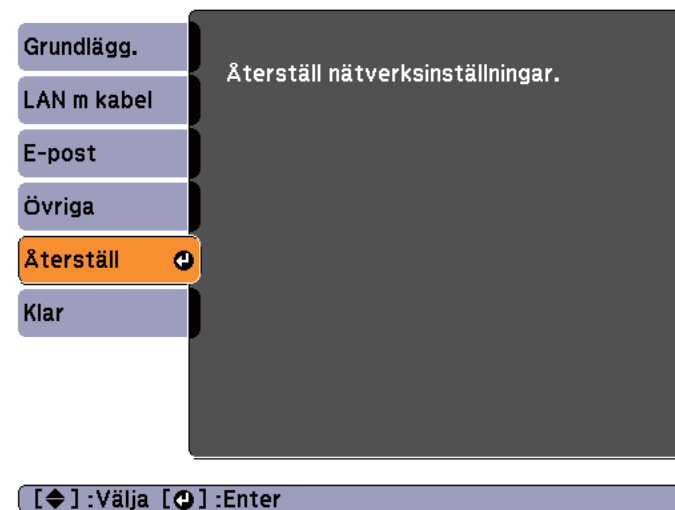 Grundlägg.
LAN m kabel
E-post
Övriga
Återställ
Klar
Återställ nätverksinställningar.
[◆]:Välja [⏎]:Enter